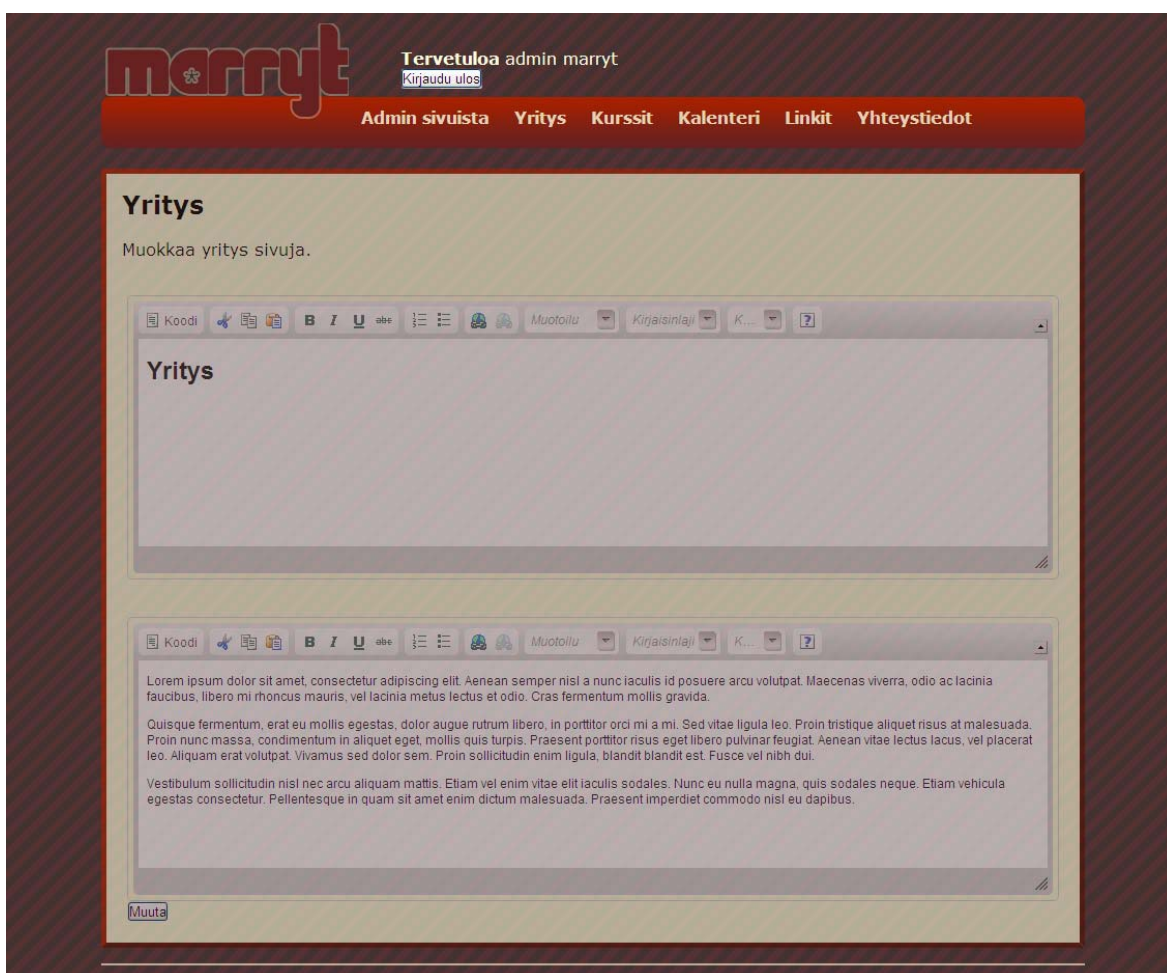 marryt
Tervetuloa admin marryt
Kirjaudu ulos
Admin sivuista Yritys Kurssit Kalenteri Linkit Yhteystiedot
Yritys
Muokkaa yritys sivuja.
Koodi B I U abc Muotoilu Kirjaisinlaji K... ?
Yritys
Koodi B I U abc Muotoilu Kirjaisinlaji K... ?
Lorem ipsum dolor sit amet, consectetur adipiscing elit. Aenean semper nisl a nunc iaculis id posuere arcu volutpat. Maecenas viverra, odio ac lacinia
faucibus, libero mi rhoncus mauris, vel lacinia metus lectus et odio. Cras fermentum mollis gravida.
Quisque fermentum, erat eu mollis egestas, dolor augue rutrum libero, in porttitor orci mi a mi. Sed vitae ligula leo. Proin tristique aliquet risus at malesuada.
Proin nunc massa, condimentum in aliquet eget, mollis quis turpis. Praesent porttitor risus eget libero pulvinar feugiat. Aenean vitae lectus lacus, vel placerat
leo. Aliquam erat volutpat. Vivamus sed dolor sem. Proin sollicitudin enim ligula, blandit blandit est. Fusce vel nibh dui.
Vestibulum sollicitudin nisl nec arcu aliquam mattis. Etiam vel enim vitae elit iaculis sodales. Nunc eu nulla magna, quis sodales neque. Etiam vehicula
egestas consectetur. Pellentesque in quam sit amet enim dictum malesuada. Praesent imperdiet commodo nisl eu dapibus.
Muuta